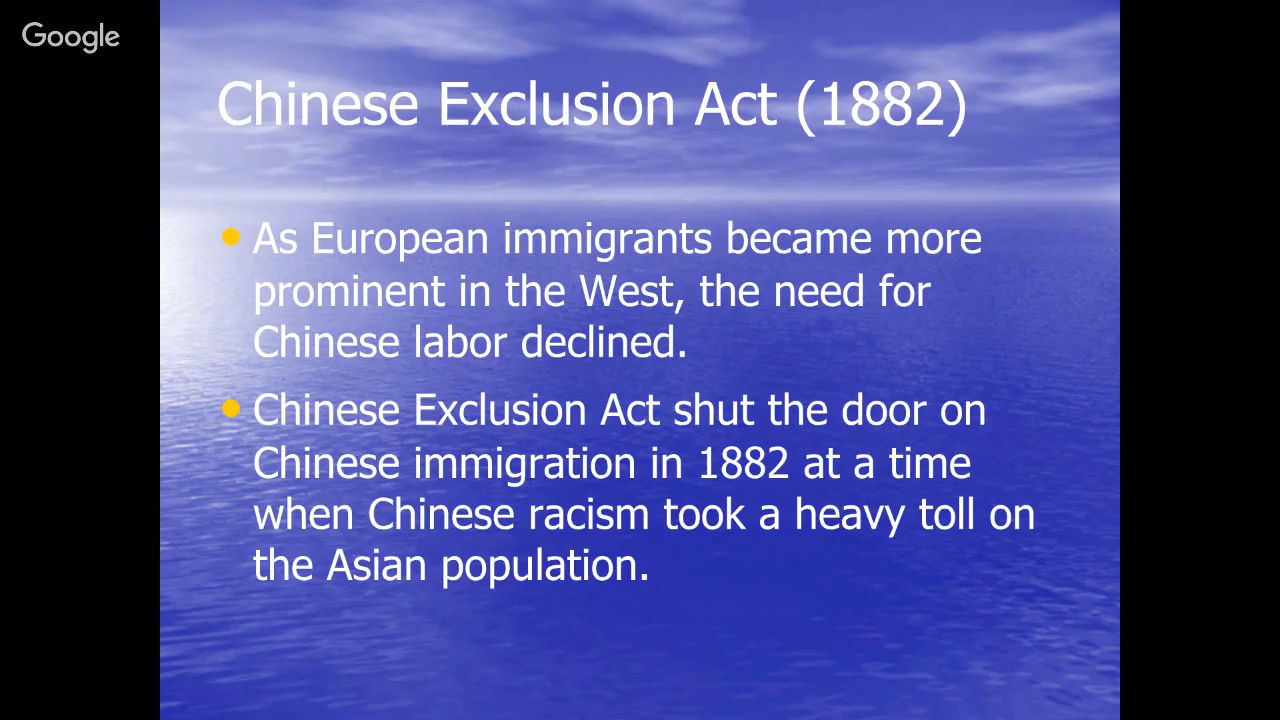 Google
Chinese Exclusion Act (1882)
• As European immigrants became more
prominent in the West, the need for
Chinese labor declined.
• Chinese Exclusion Act shut the door on
Chinese immigration in 1882 at a time
when Chinese racism took a heavy toll on
the Asian population.